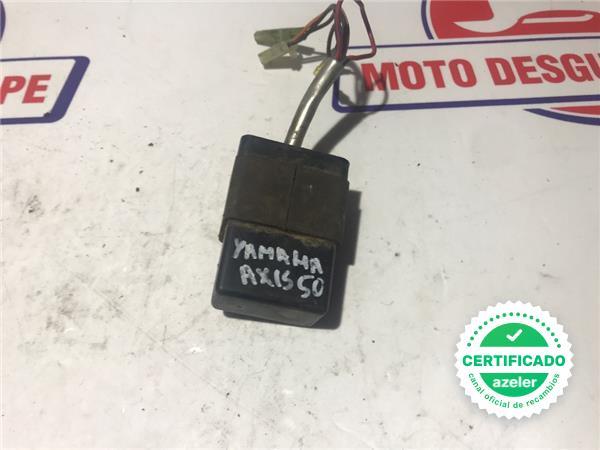 PE
MOTO DESGU
YAMAHA
AXIS 50
CERTIFICADO
azeler
canal oficial de recambios